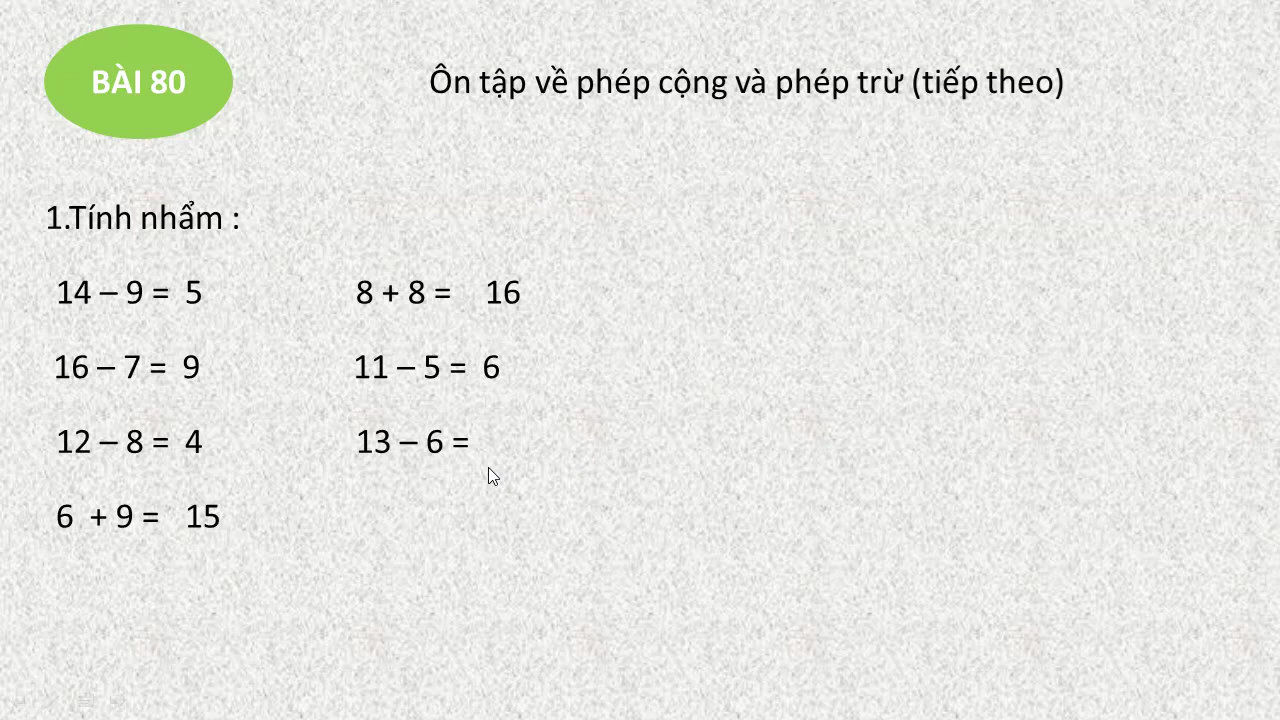 BÀI 80
Ôn tập về phép cộng và phép trừ (tiếp theo)
1.Tính nhẩm :
14 – 9 = 5
16 – 7 = 9
12 – 8 = 4
6 + 9 = 15
8 + 8 = 16
11 – 5 = 6
13 – 6 =